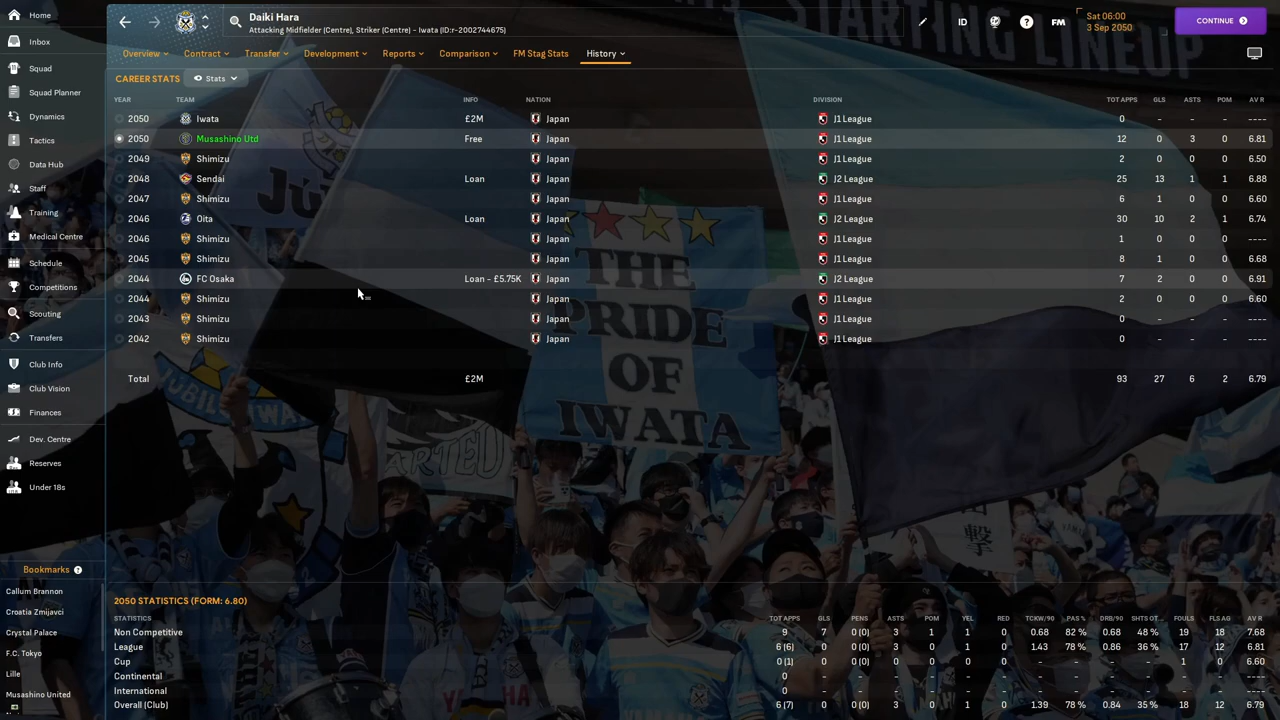 Home
Inbox
Squad
Squad Planner
Dynamics
Tactics
Data Hub
Staff
Training
Medical Centre
Schedule
Competitions
Scouting
Transfers
Club Info
Club Vision
Finances
Dev. Centre
Reserves
Under 18s
Bookmarks ?
Callum Brannon
Croatia Zmijavci
Crystal Palace
F.C. Tokyo
Lille
Musashino United
Daiki Hara
Attacking Midfielder (Centre), Striker (Centre) - Iwata (ID:r-2002744675)
ID ? FM
Sat 06:00
3 Sep 2050
CONTINUE
Overview Contract Transfer Development Reports Comparison FM Stag Stats History
CAREER STATS Stats
YEAR TEAM INFO NATION DIVISION TOT APPS GLS ASTS POM AV R
2050 Iwata £2M Japan J1 League 0 - - - ----
2050 Musashino Utd Free Japan J1 League 12 0 3 0 6.81
2049 Shimizu Japan J1 League 2 0 0 0 6.50
2048 Sendai Loan Japan J2 League 25 13 1 1 6.88
2047 Shimizu Japan J1 League 6 1 0 0 6.60
2046 Oita Loan Japan J2 League 30 10 2 1 6.74
2046 Shimizu Japan J1 League 1 0 0 0 ----
2045 Shimizu Japan J1 League 8 1 0 0 6.68
2044 FC Osaka Loan - £5.75K Japan J2 League 7 2 0 0 6.91
2044 Shimizu Japan J1 League 2 0 0 0 6.60
2043 Shimizu Japan J1 League 0 - - - ----
2042 Shimizu Japan J1 League 0 - - - ----
Total £2M 93 27 6 2 6.79
THE
PRIDE
OF
IWATA
STARTING LINEUP
2050 STATISTICS (FORM: 6.80)
STATISTICS TOT APPS GLS PENS ASTS POM YEL RED TCKW/90 PAS % DRB/90 SHTS OT... FOULS FLS AG AV R
Non Competitive 9 7 0 (0) 3 1 1 0 0.68 82 % 0.68 48 % 19 18 7.68
League 6 (6) 0 0 (0) 3 0 1 0 1.43 78 % 0.86 36 % 17 12 6.81
Cup 0 (1) 0 0 (0) 0 0 0 0 - - - - 1 0 6.60
Continental 0 - - - - - - - - - - - - ----
International 0 - - - - - - - - - - - - ----
Overall (Club) 6 (7) 0 0 (0) 3 0 1 0 1.39 78 % 0.84 35 % 18 12 6.79